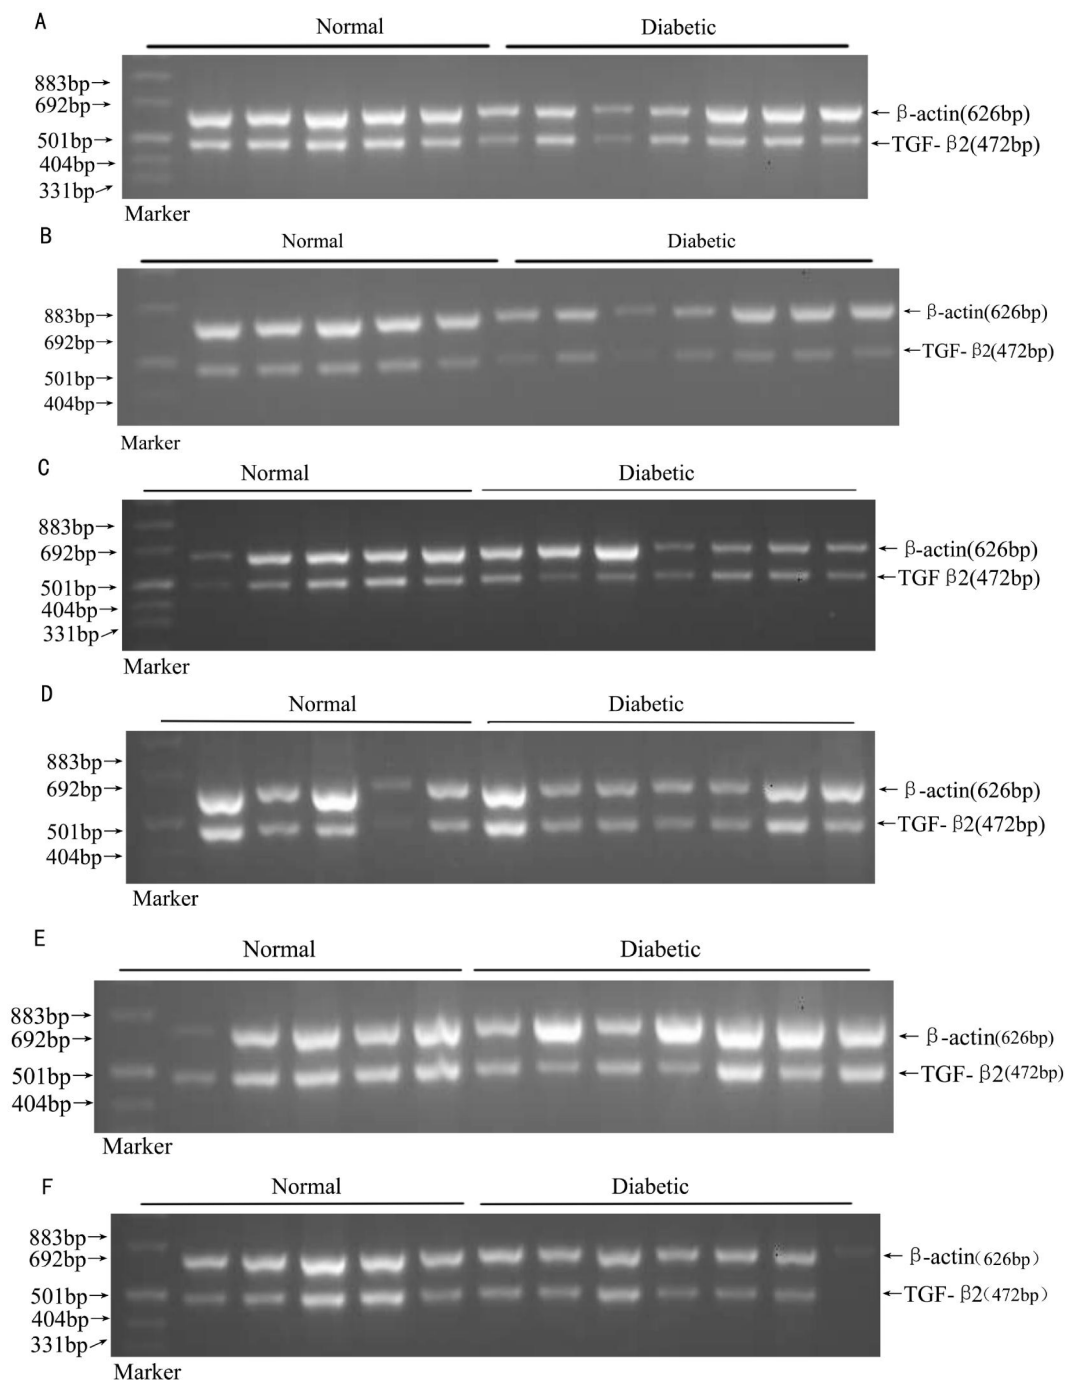 A
Normal Diabetic
883bp
692bp
501bp
404bp
331bp
β-actin(626bp)
TGF-β2(472bp)
Marker
B
Normal Diabetic
883bp
692bp
501bp
404bp
β-actin(626bp)
TGF-β2(472bp)
Marker
C
Normal Diabetic
883bp
692bp
501bp
404bp
331bp
β-actin(626bp)
TGF β2(472bp)
Marker
D
Normal Diabetic
883bp
692bp
501bp
404bp
β-actin(626bp)
TGF-β2(472bp)
Marker
E
Normal Diabetic
883bp
692bp
501bp
404bp
β-actin(626bp)
TGF-β2(472bp)
Marker
F
Normal Diabetic
883bp
692bp
501bp
404bp
331bp
β-actin(626bp)
TGF-β2(472bp)
Marker